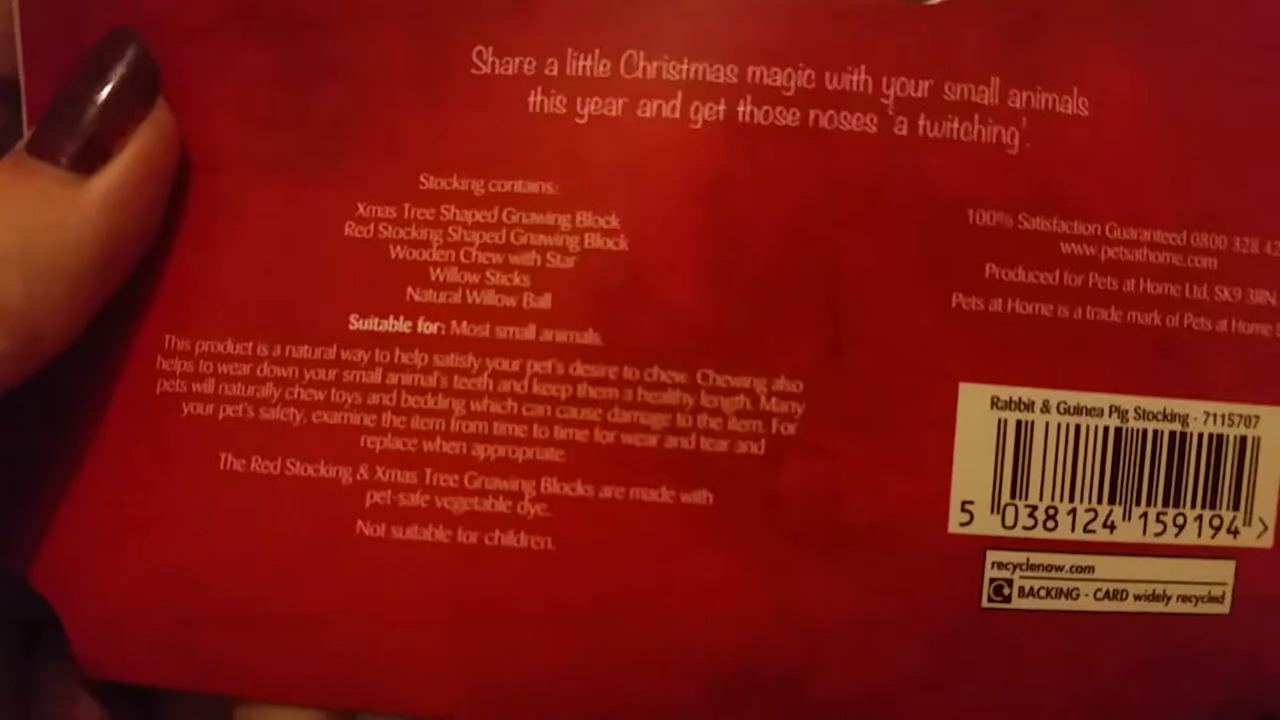 Share a little Christmas magic with your small animals
this year and get those noses 'a twitching'.
Stocking contains:
Xmas Tree Shaped Gnawing Block
Red Stocking Shaped Gnawing Block
Wooden Chew with Star
Willow Sticks
Natural Willow Ball
Suitable for: Most small animals.
This product is a natural way to help satisfy your pet's desire to chew. Chewing also
helps to wear down your small animal's teeth and keep them a healthy length. Many
pets will naturally chew toys and bedding which can cause damage to the item. For
your pet's safety, examine the item from time to time for wear and tear and
replace when appropriate.
The Red Stocking & Xmas Tree Gnawing Blocks are made with
pet-safe vegetable dye.
Not suitable for children.
100% Satisfaction Guaranteed 0800 328 42
www.petsathome.com
Produced for Pets at Home Ltd, SK9 3RN
Pets at Home is a trade mark of Pets at Home
Rabbit & Guinea Pig Stocking - 7115707
5 038124 159194 >
recyclenow.com
BACKING - CARD widely recycled